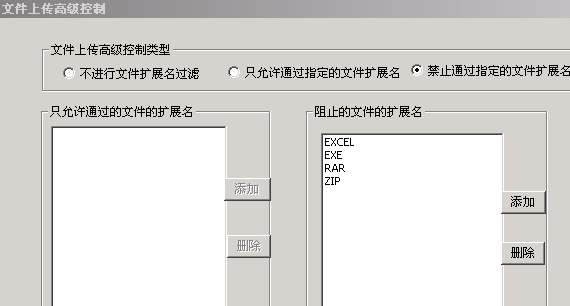 文件上传高级控制
文件上传高级控制类型
不进行文件扩展名过滤 只允许通过指定的文件扩展名 禁止通过指定的文件扩展名
只允许通过的文件的扩展名 阻止的文件的扩展名
EXCEL
EXE
RAR
ZIP
添加 添加
删除 删除